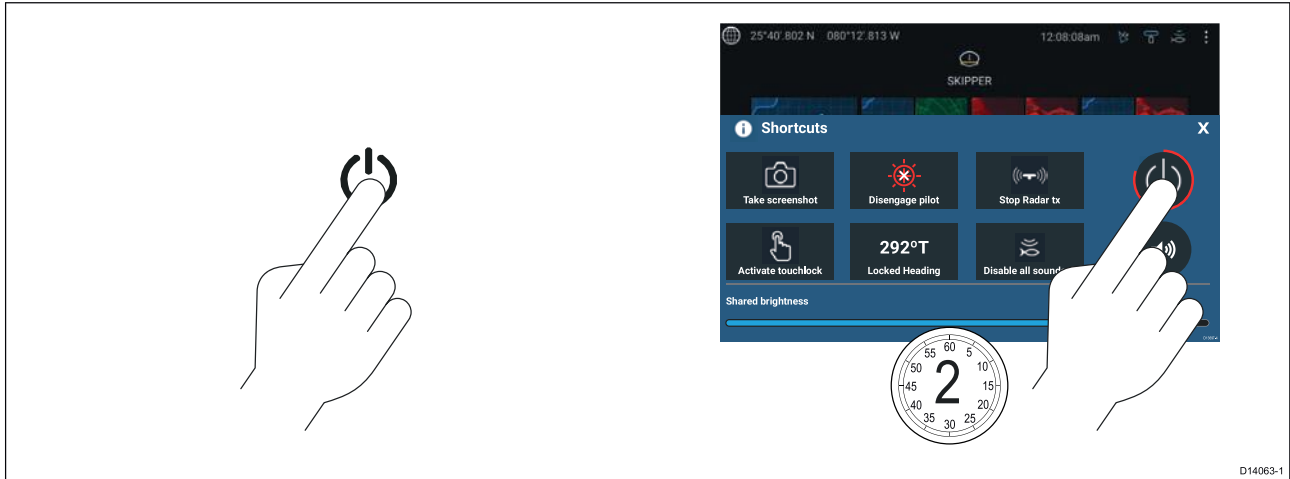 25°40'.802 N 080°12'.813 W 12:08:08am
SKIPPER
Shortcuts X
Take screenshot Disengage pilot Stop Radar tx
292°T
Activate touchlock Locked Heading Disable all soun
Shared brightness
60
55 5
50 10
2
45 15
40 20
35 25
30
D14063-1